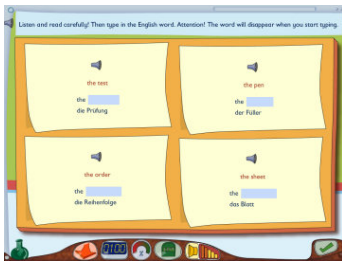 Listen and read carefully! Then type in the English word. Attention! The word will disappear when you start typing.
the test
the
die Prüfung
the pen
the
der Füller
the order
the
die Reihenfolge
the sheet
the
das Blatt